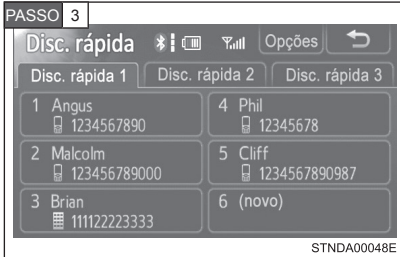 PASSO 3
Disc. rápida Opções
Disc. rápida 1 Disc. rápida 2 Disc. rápida 3
1 Angus
1234567890
2 Malcolm
123456789000
3 Brian
111122223333
4 Phil
12345678
5 Cliff
1234567890987
6 (novo)
STNDA00048E